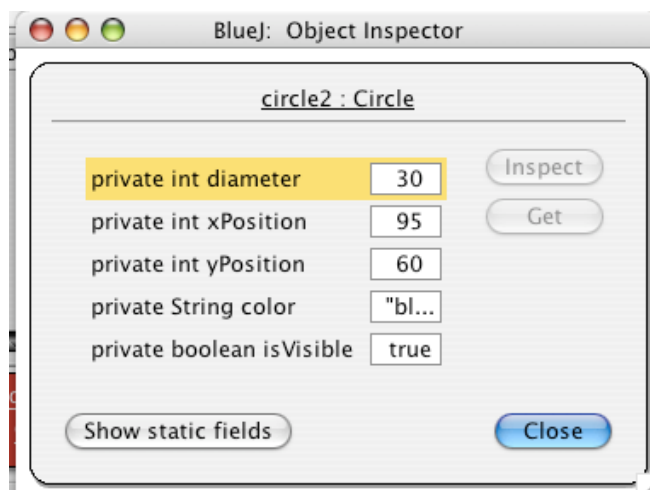 BlueJ: Object Inspector
circle2 : Circle
private int diameter 30
Inspect
private int xPosition 95
Get
private int yPosition 60
private String color "bl...
private boolean isVisible true
Show static fields
Close